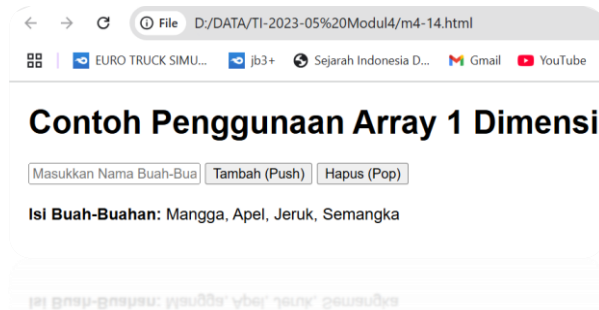 File D:/DATA/TI-2023-05%20Modul4/m4-14.html
EURO TRUCK SIMU... jb3+ Sejarah Indonesia D... Gmail YouTube
Contoh Penggunaan Array 1 Dimensi
Masukkan Nama Buah-Bua Tambah (Push) Hapus (Pop)
Isi Buah-Buahan: Mangga, Apel, Jeruk, Semangka